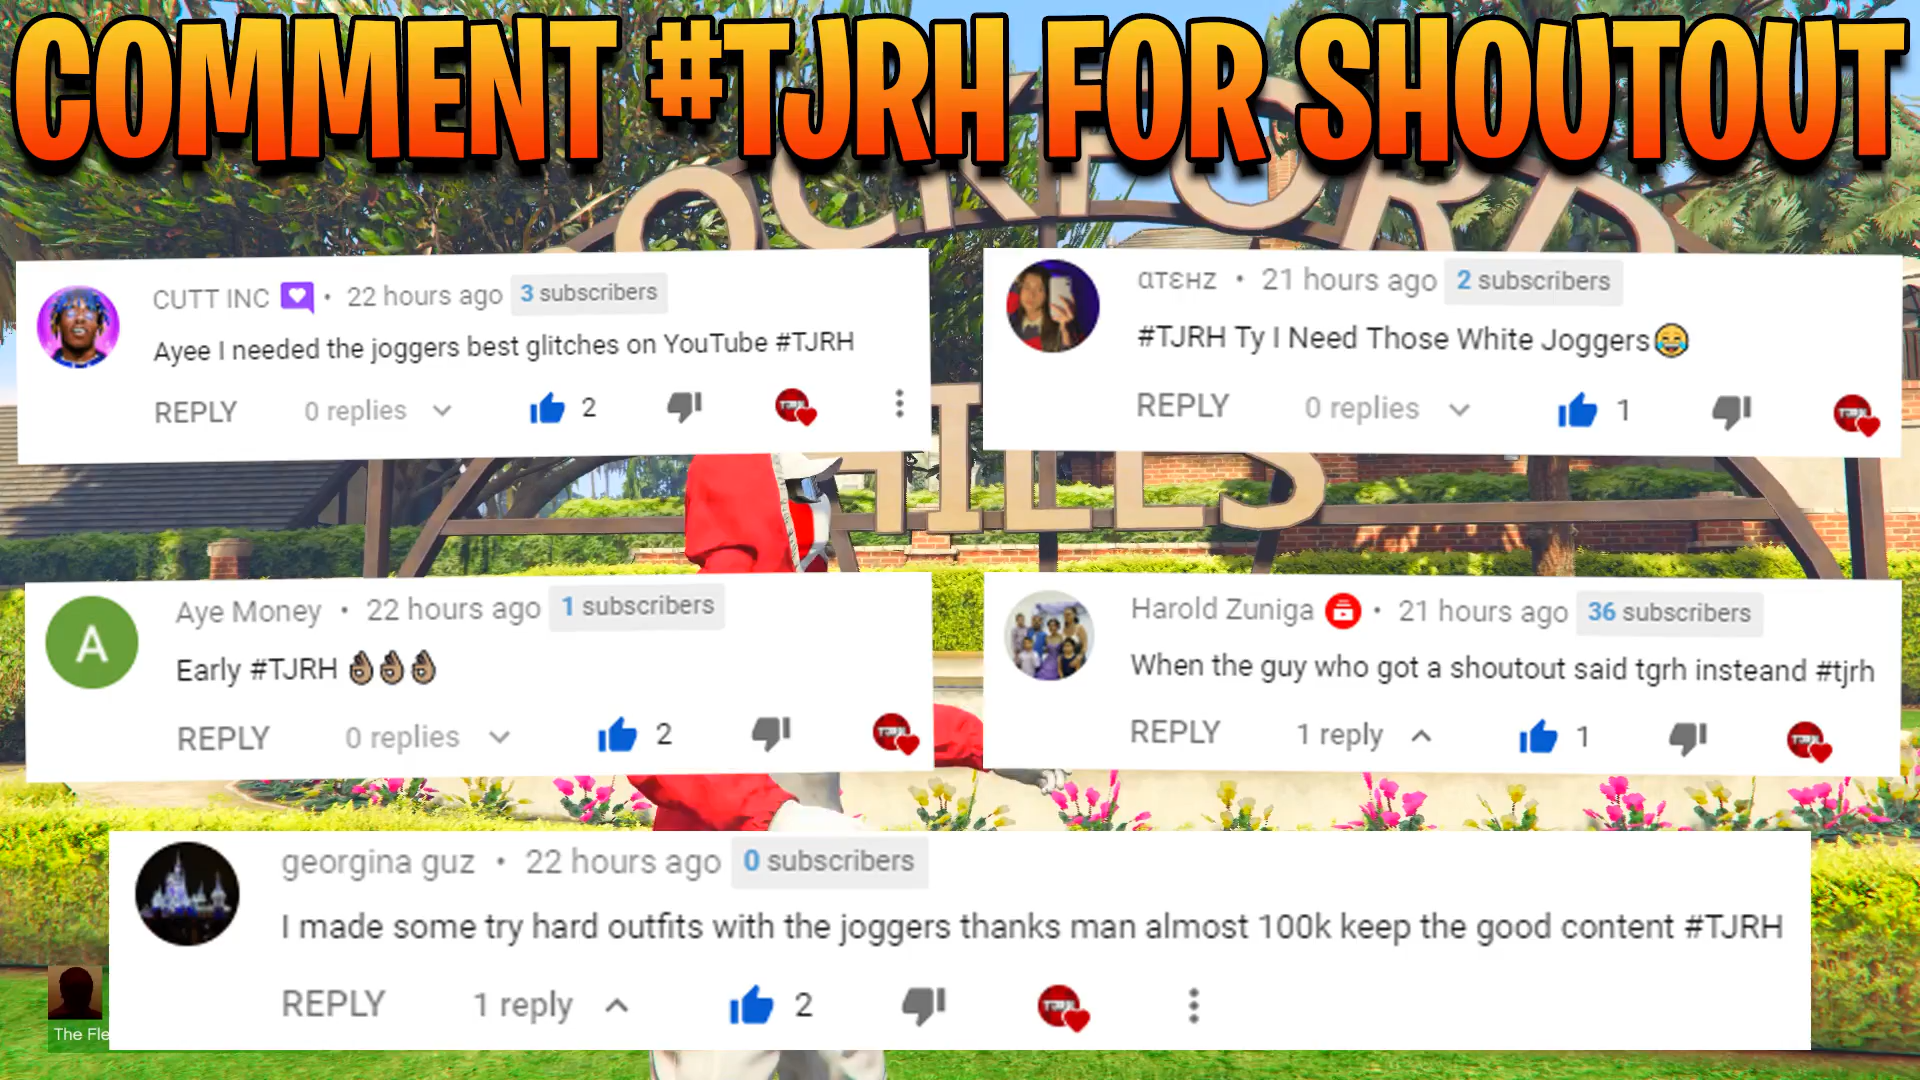 COMMENT #TJRH FOR SHOUTOUT
OCKFORD
HILLS
CUTT INC • 22 hours ago 3 subscribers
Ayee I needed the joggers best glitches on YouTube #TJRH
REPLY 0 replies 2
αтεнz • 21 hours ago 2 subscribers
#TJRH Ty I Need Those White Joggers😂
REPLY 0 replies 1
A
Aye Money • 22 hours ago 1 subscribers
Early #TJRH 👌🏽👌🏽👌🏽
REPLY 0 replies 2
Harold Zuniga • 21 hours ago 36 subscribers
When the guy who got a shoutout said tgrh insteand #tjrh
REPLY 1 reply 1
georgina guz • 22 hours ago 0 subscribers
I made some try hard outfits with the joggers thanks man almost 100k keep the good content #TJRH
REPLY 1 reply 2
The Fle